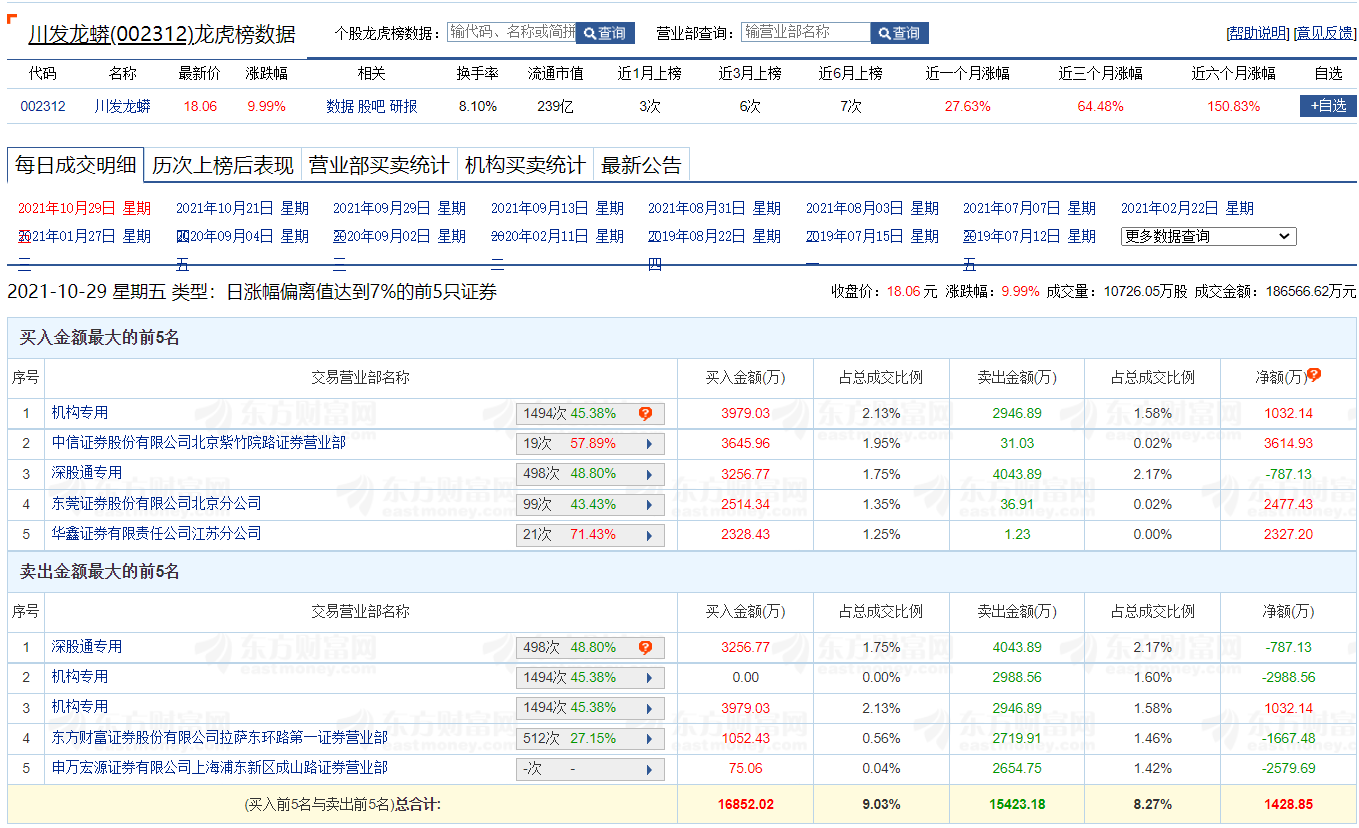 川发龙蟒(002312)龙虎榜数据 个股龙虎榜数据： 输代码、名称或简拼 查询 营业部查询： 输营业部名称 查询 [帮助说明] [意见反馈]
代码 名称 最新价 涨跌幅 相关 换手率 流通市值 近1月上榜 近3月上榜 近6月上榜 近一个月涨幅 近三个月涨幅 近六个月涨幅 自选
002312 川发龙蟒 18.06 9.99% 数据 股吧 研报 8.10% 239亿 3次 6次 7次 27.63% 64.48% 150.83% +自选
每日成交明细 历次上榜后表现 营业部买卖统计 机构买卖统计 最新公告
2021年10月29日 星期 2021年10月21日 星期 2021年09月29日 星期 2021年09月13日 星期 2021年08月31日 星期 2021年08月03日 星期 2021年07月07日 星期 2021年02月22日 星期
2021年01月27日 星期 2020年09月04日 星期 2020年09月02日 星期 2020年02月11日 星期 2019年08月22日 星期 2019年07月15日 星期 2019年07月12日 星期 更多数据查询
三 五 三 二 四 一 五
2021-10-29 星期五 类型：日涨幅偏离值达到7%的前5只证券 收盘价：18.06 元 涨跌幅：9.99% 成交量：10726.05万股 成交金额：186566.62万元
买入金额最大的前5名
序号 交易营业部名称 买入金额(万) 占总成交比例 卖出金额(万) 占总成交比例 净额(万)
1 机构专用 1494次 45.38% 3979.03 2.13% 2946.89 1.58% 1032.14
2 中信证券股份有限公司北京紫竹院路证券营业部 19次 57.89% 3645.96 1.95% 31.03 0.02% 3614.93
3 深股通专用 498次 48.80% 3256.77 1.75% 4043.89 2.17% -787.13
4 东莞证券股份有限公司北京分公司 99次 43.43% 2514.34 1.35% 36.91 0.02% 2477.43
5 华鑫证券有限责任公司江苏分公司 21次 71.43% 2328.43 1.25% 1.23 0.00% 2327.20
卖出金额最大的前5名
序号 交易营业部名称 买入金额(万) 占总成交比例 卖出金额(万) 占总成交比例 净额(万)
1 深股通专用 498次 48.80% 3256.77 1.75% 4043.89 2.17% -787.13
2 机构专用 1494次 45.38% 0.00 0.00% 2988.56 1.60% -2988.56
3 机构专用 1494次 45.38% 3979.03 2.13% 2946.89 1.58% 1032.14
4 东方财富证券股份有限公司拉萨东环路第一证券营业部 512次 27.15% 1052.43 0.56% 2719.91 1.46% -1667.48
5 申万宏源证券有限公司上海浦东新区成山路证券营业部 -次 - 75.06 0.04% 2654.75 1.42% -2579.69
(买入前5名与卖出前5名)总合计: 16852.02 9.03% 15423.18 8.27% 1428.85